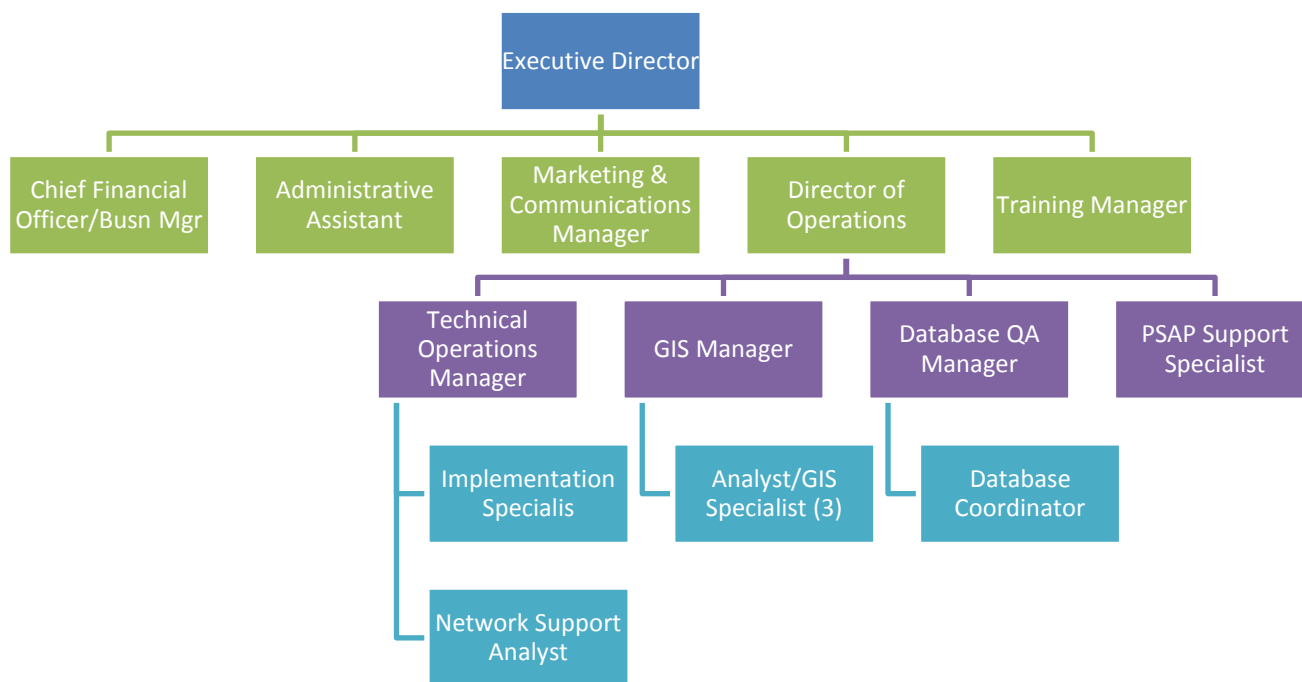 Executive Director
Chief Financial
Officer/Busn Mgr
Administrative
Assistant
Marketing &
Communications
Manager
Director of
Operations
Training Manager
Technical
Operations
Manager
GIS Manager
Database QA
Manager
PSAP Support
Specialist
Implementation
Specialis
Analyst/GIS
Specialist (3)
Database
Coordinator
Network Support
Analyst